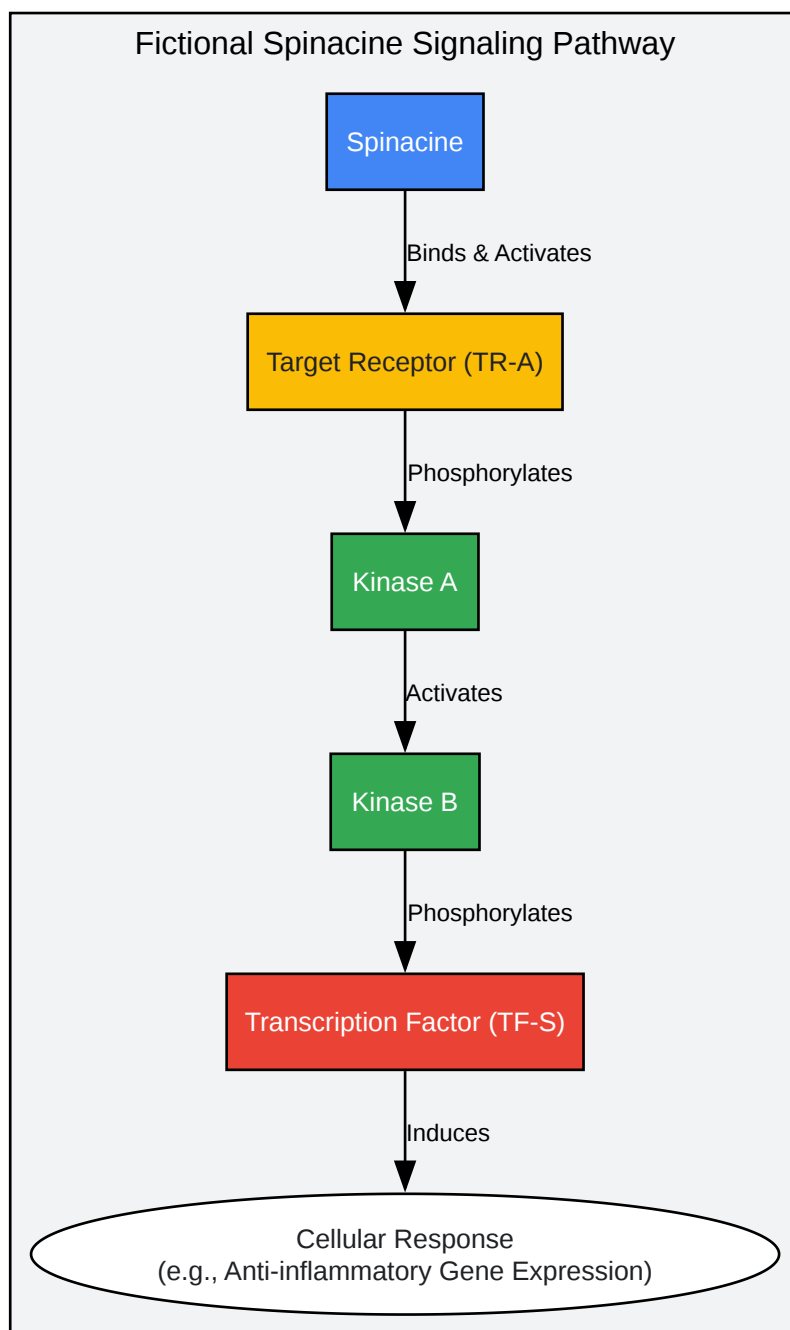 Fictional Spinacine Signaling Pathway
Spinacine
Binds & Activates
Target Receptor (TR-A)
Phosphorylates
Kinase A
Activates
Kinase B
Phosphorylates
Transcription Factor (TF-S)
Induces
Cellular Response
(e.g., Anti-inflammatory Gene Expression)